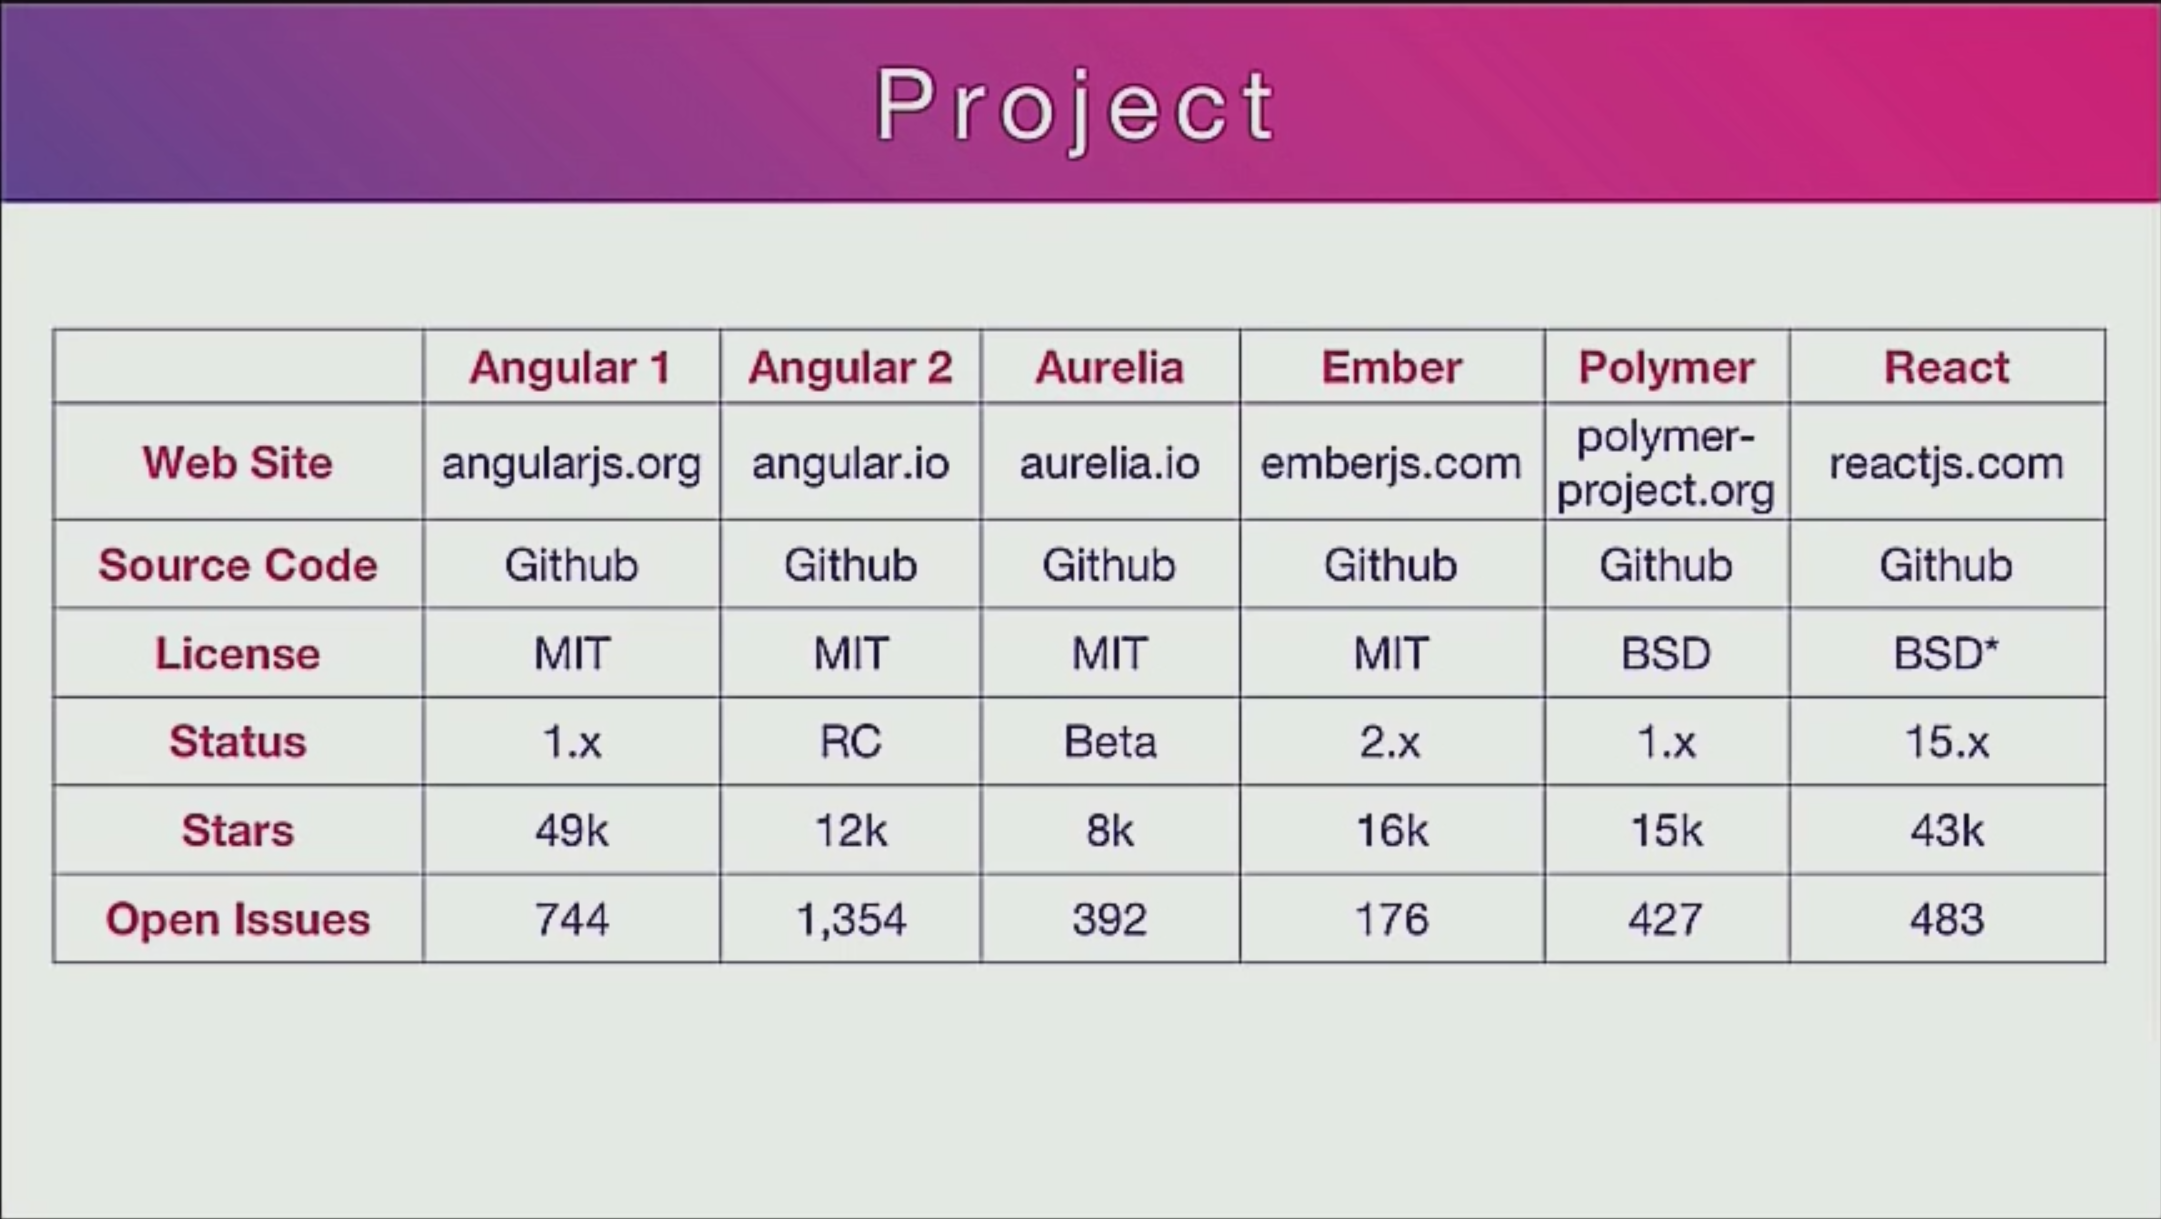 Project
Angular 1 Angular 2 Aurelia Ember Polymer React
Web Site angularjs.org angular.io aurelia.io emberjs.com polymer-project.org reactjs.com
Source Code Github Github Github Github Github Github
License MIT MIT MIT MIT BSD BSD*
Status 1.x RC Beta 2.x 1.x 15.x
Stars 49k 12k 8k 16k 15k 43k
Open Issues 744 1,354 392 176 427 483